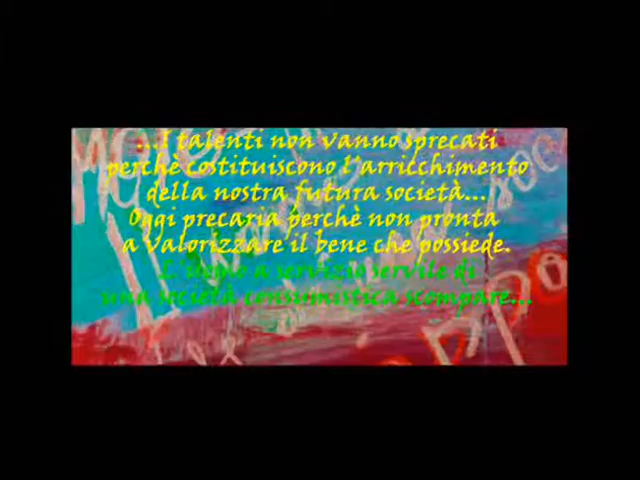 ...I talenti non vanno sprecati
perchè costituiscono l'arricchimento
della nostra futura società...
Oggi precaria perchè non pronta
a valorizzare il bene che possiede.
L'uomo a servizio servile di
una società consumistica scompare...